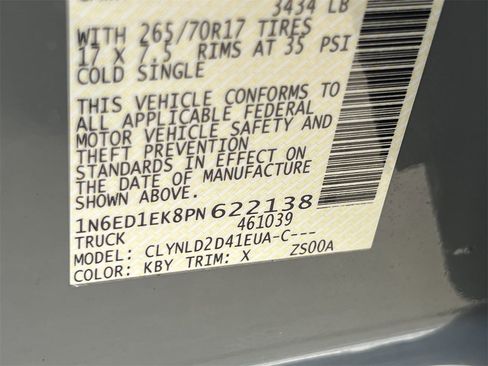 3434 LB
WITH 265/70R17 TIRES
17 X 7.5 RIMS AT 35 PSI
COLD SINGLE
THIS VEHICLE CONFORMS TO
ALL APPLICABLE FEDERAL
MOTOR VEHICLE SAFETY AND
THEFT PREVENTION
STANDARDS IN EFFECT ON
THE DATE OF MANUFACTURE
SHOWN ABOVE.
1N6ED1EK8PN 622138
TRUCK 461039
MODEL: CLYNLD2D41EUA-C---
COLOR: KBY TRIM: X ZS00A